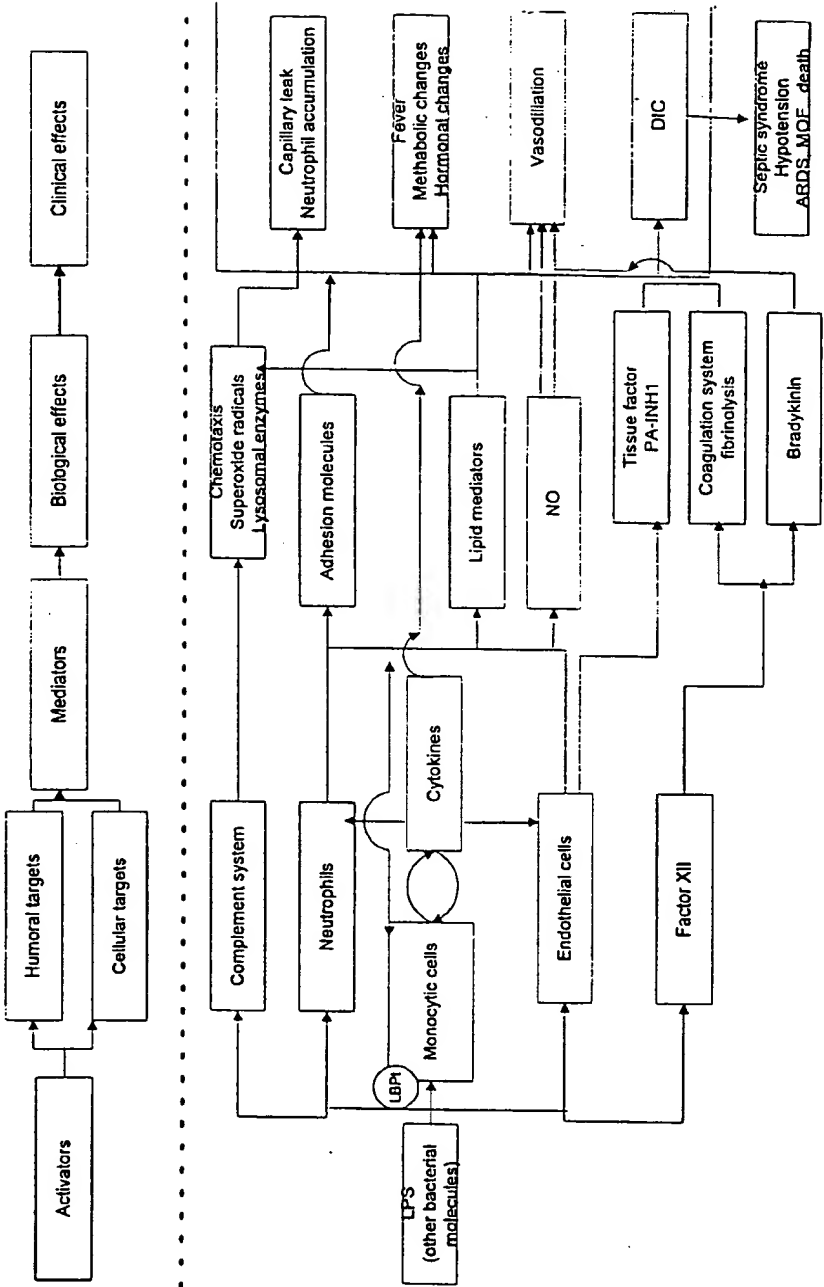 Activators
Humoral targets
Cellular targets
Mediators
Biological effects
Clinical effects
LPS
(other bacterial
molecules)
LBPt
Complement system
Neutrophils
Monocytic cells
Cytokines
Endothelial cells
Factor XII
Chemotaxis
Superoxide radicals
Lysosomal enzymes
Adhesion molecules
Lipid mediators
NO
Tissue factor
PA-INH1
Coagulation system
fibrinolysis
Bradykinin
Capillary leak
Neutrophil accumulation
Fever
Methabolic changes
Hormonal changes
Vasodilation
DIC
Septic syndrome
Hypotension
ARDS MOF death